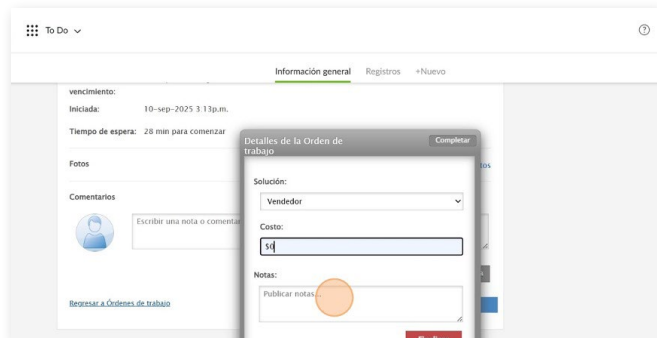 To Do
Información general Registros +Nuevo
vencimiento:
Iniciada: 10-sep-2025 3:13p.m.
Tiempo de espera: 28 min para comenzar
Detalles de la Orden de trabajo
Completar
Fotos
Solución:
Vendedor
Comentarios
Escribir una nota o comentar
Costo:
$0
Notas:
Publicar notas...
Regresar a Órdenes de trabajo